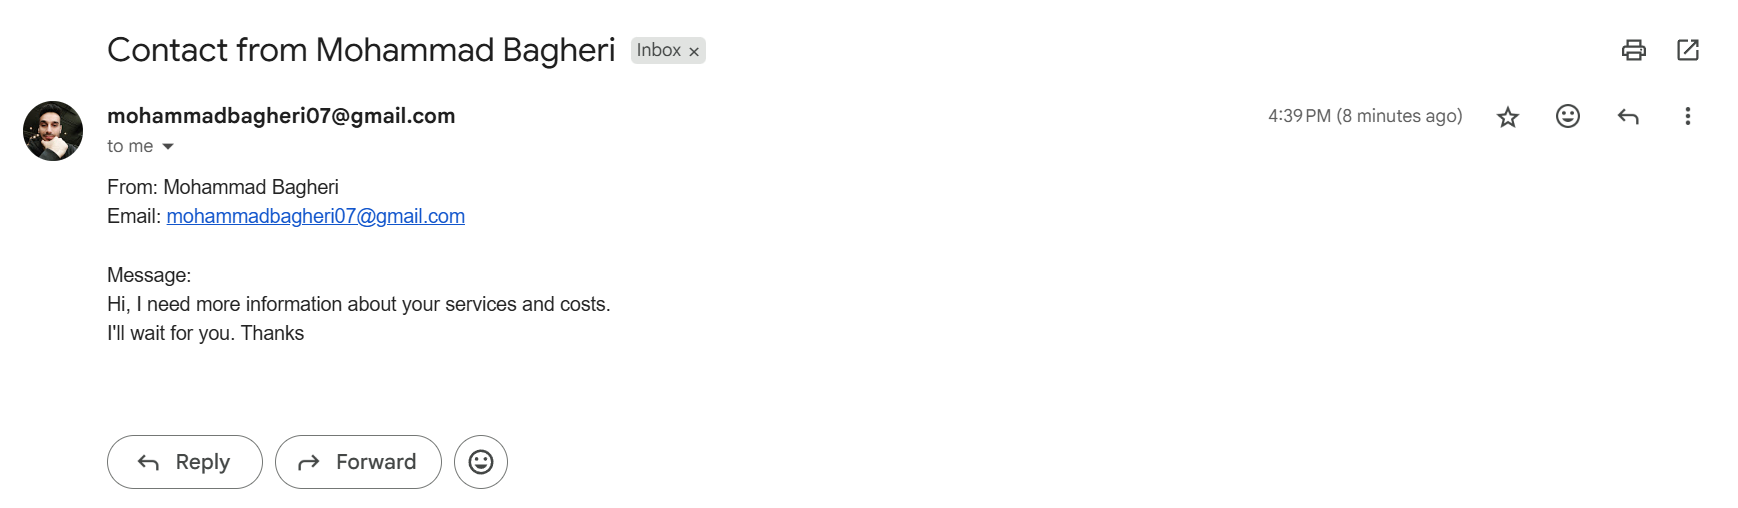 Contact from Mohammad Bagheri Inbox ×
mohammadbagheri07@gmail.com 4:39 PM (8 minutes ago)
to me
From: Mohammad Bagheri
Email: mohammadbagheri07@gmail.com
Message:
Hi, I need more information about your services and costs.
I'll wait for you. Thanks
Reply Forward